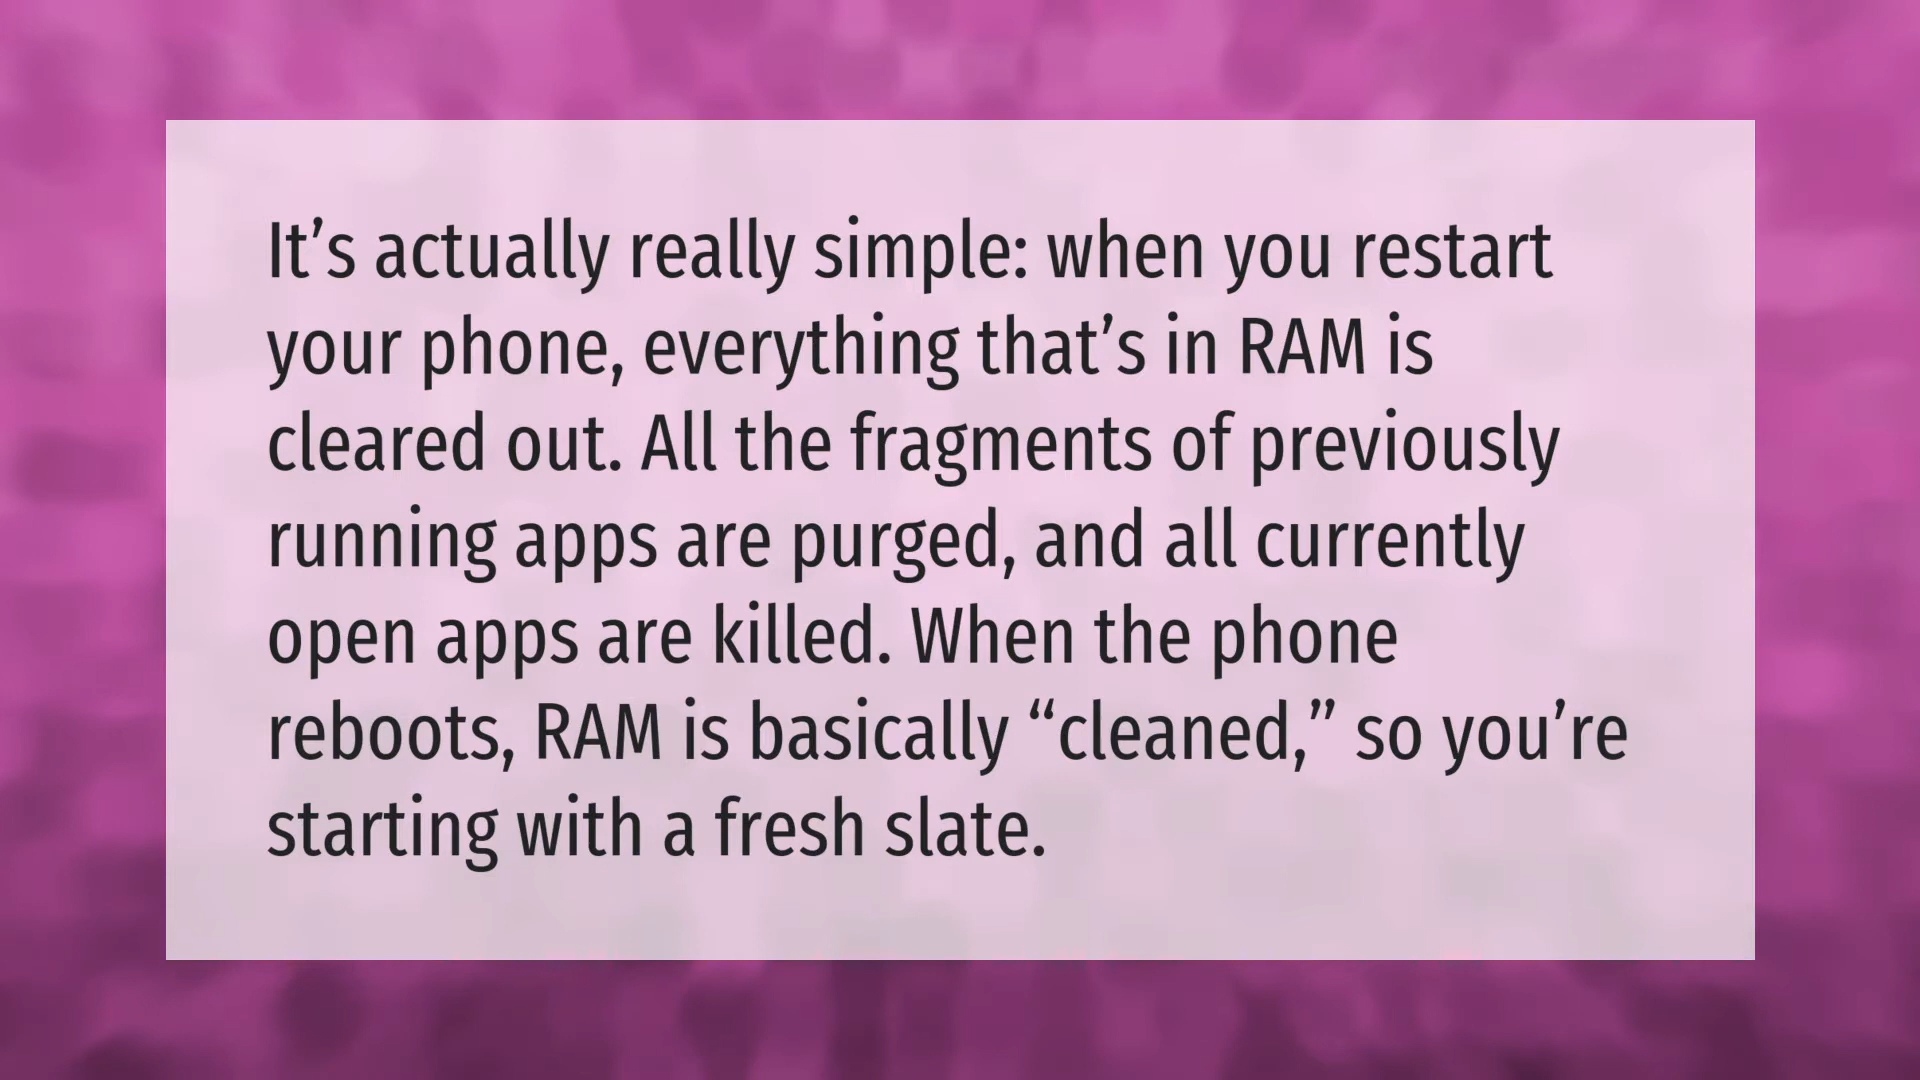 It’s actually really simple: when you restart
your phone, everything that’s in RAM is
cleared out. All the fragments of previously
running apps are purged, and all currently
open apps are killed. When the phone
reboots, RAM is basically “cleaned,” so you’re
starting with a fresh slate.